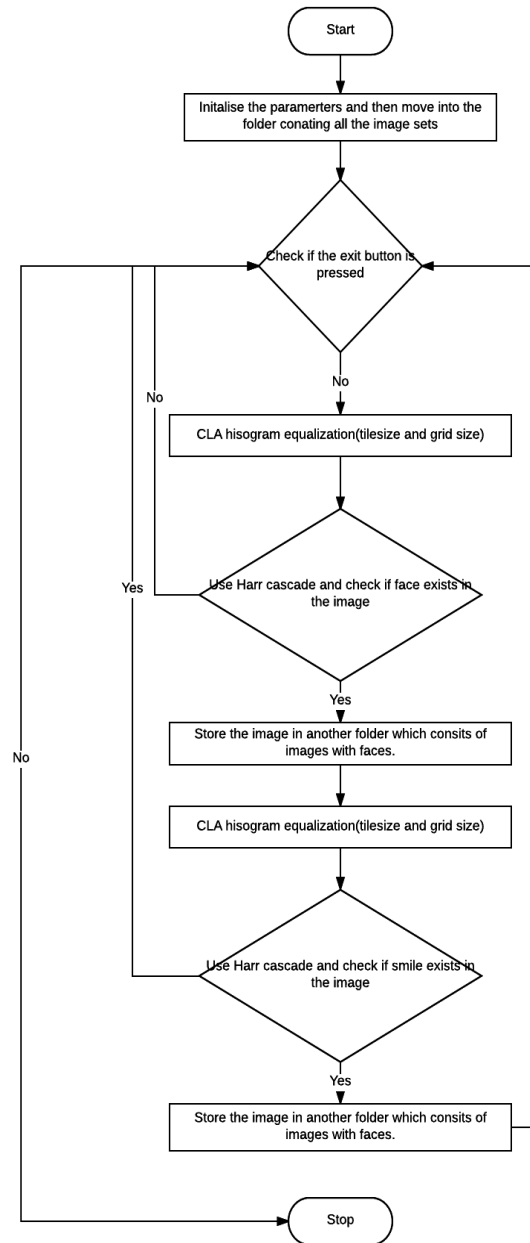 Start
Initalise the paramerters and then move into the
folder conating all the image sets
Check if the exit button is
pressed
No
No
CLA hisogram equalization(tilesize and grid size)
Use Harr cascade and check if face exists in
the image
Yes
Yes
Store the image in another folder which consits of
images with faces.
No
CLA hisogram equalization(tilesize and grid size)
Use Harr cascade and check if smile exists in
the image
Yes
Store the image in another folder which consits of
images with faces.
Stop